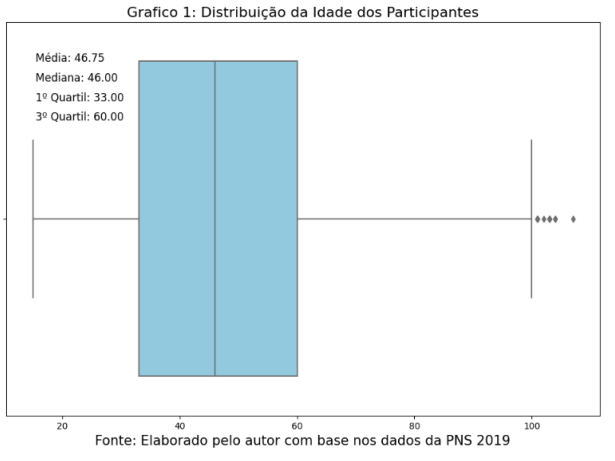 Grafico 1: Distribuição da Idade dos Participantes
Média: 46.75
Mediana: 46.00
1º Quartil: 33.00
3º Quartil: 60.00
20 40 60 80 100
Fonte: Elaborado pelo autor com base nos dados da PNS 2019